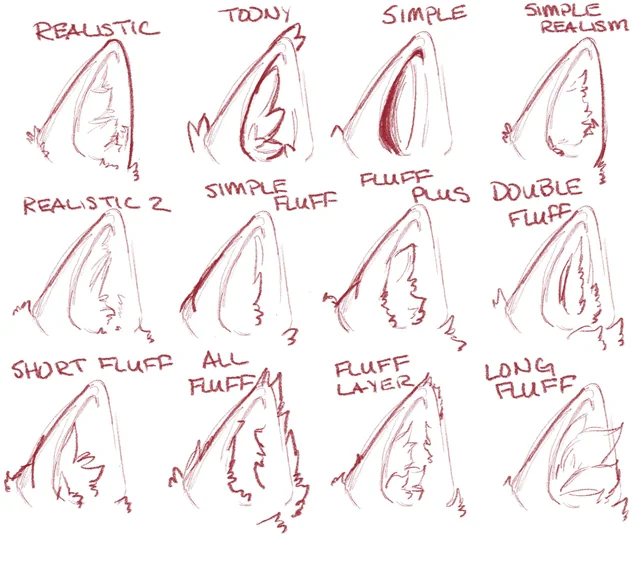 REALISTIC
TOONY
SIMPLE
SIMPLE
REALISM
REALISTIC 2
SIMPLE
FLUFF
FLUFF
PLUS
DOUBLE
FLUFF
SHORT FLUFF
ALL
FLUFF
FLUFF
LAYER
LONG
FLUFF